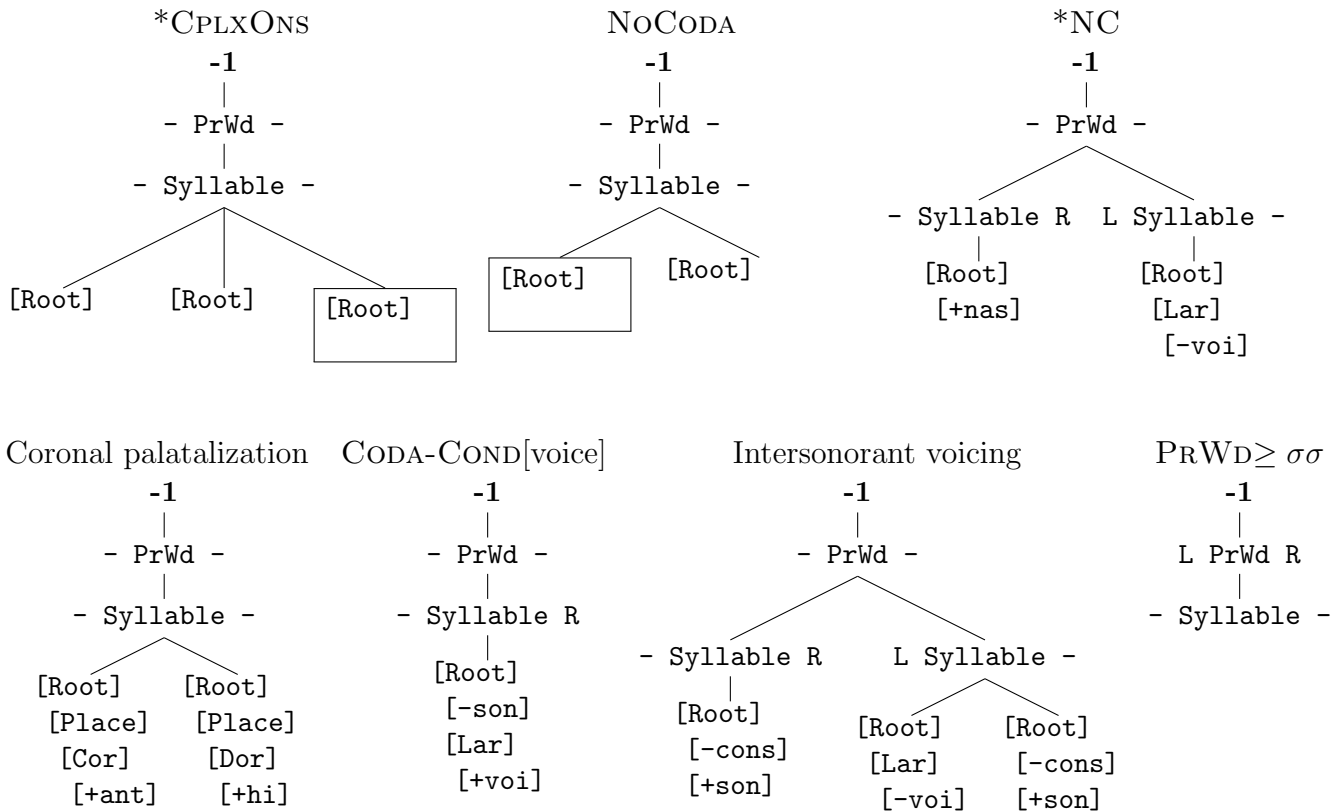 *CplxOns NoCoda *NC
-1 -1 -1
- PrWd - - PrWd - - PrWd -
- Syllable - - Syllable - - Syllable R L Syllable -
[Root] [Root] [Root] [Root] [Root] [Root] [Root]
[+nas] [Lar]
[-voi]
Coronal palatalization Coda-Cond[voice] Intersonorant voicing PrWd≥ σσ
-1 -1 -1 -1
- PrWd - - PrWd - - PrWd - L PrWd R
- Syllable - - Syllable R - Syllable R L Syllable - - Syllable -
[Root] [Root] [Root] [Root] [Root] [Root]
[Place] [Place] [-son] [-cons] [Lar] [-cons]
[Cor] [Dor] [Lar] [+son] [-voi] [+son]
[+ant] [+hi] [+voi]